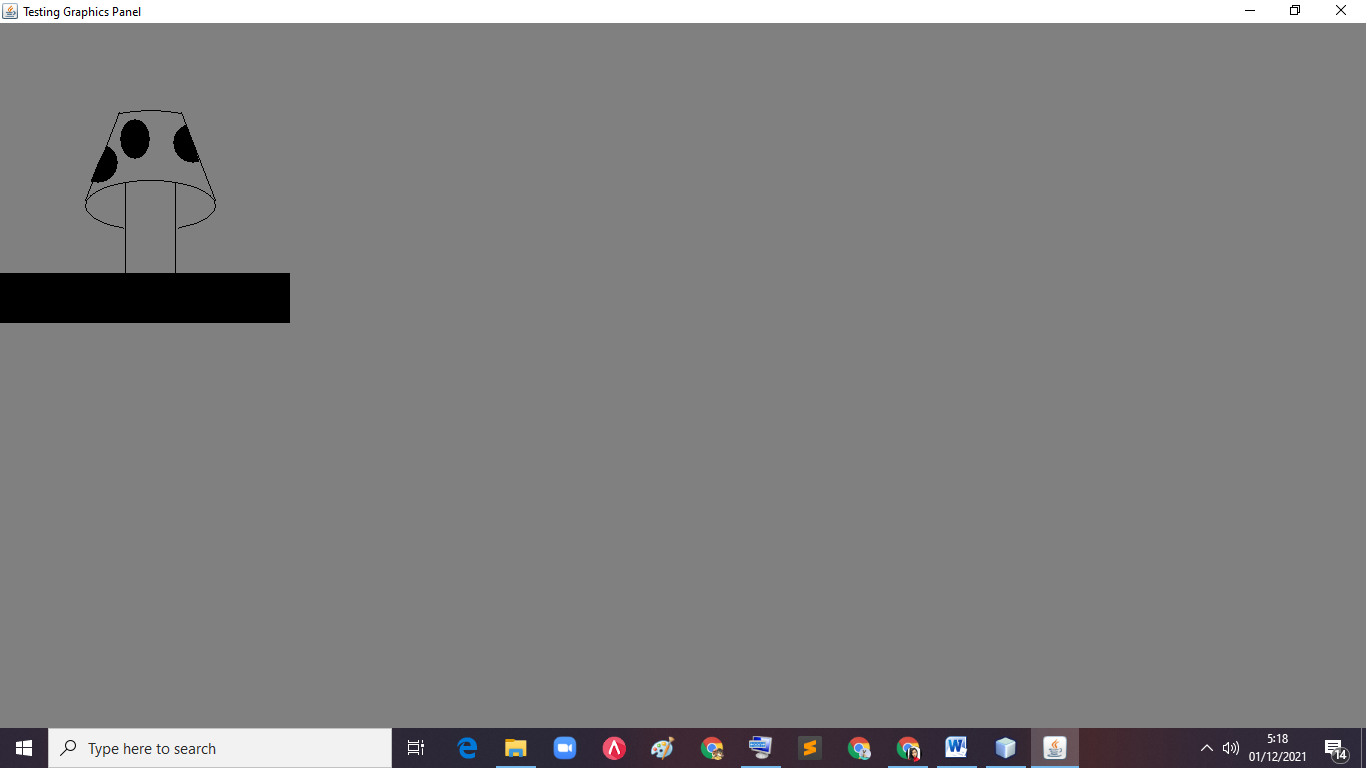 Testing Graphics Panel
Type here to search
5:18
01/12/2021
14